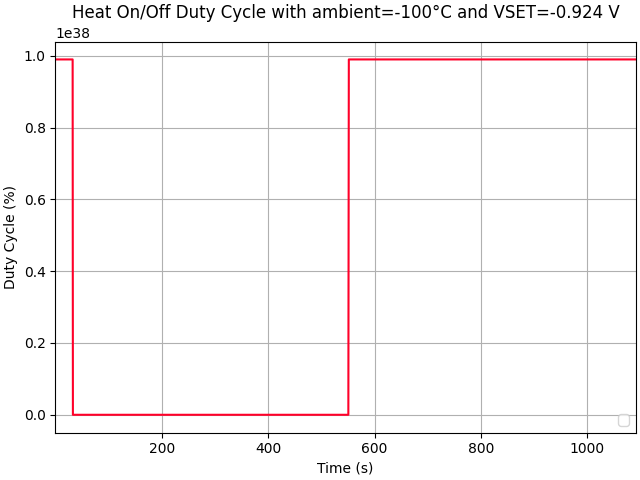 Heat On/Off Duty Cycle with ambient=-100°C and VSET=-0.924 V
1e38
1.0
0.8
0.6
0.4
0.2
0.0
Duty Cycle (%)
200 400 600 800 1000
Time (s)